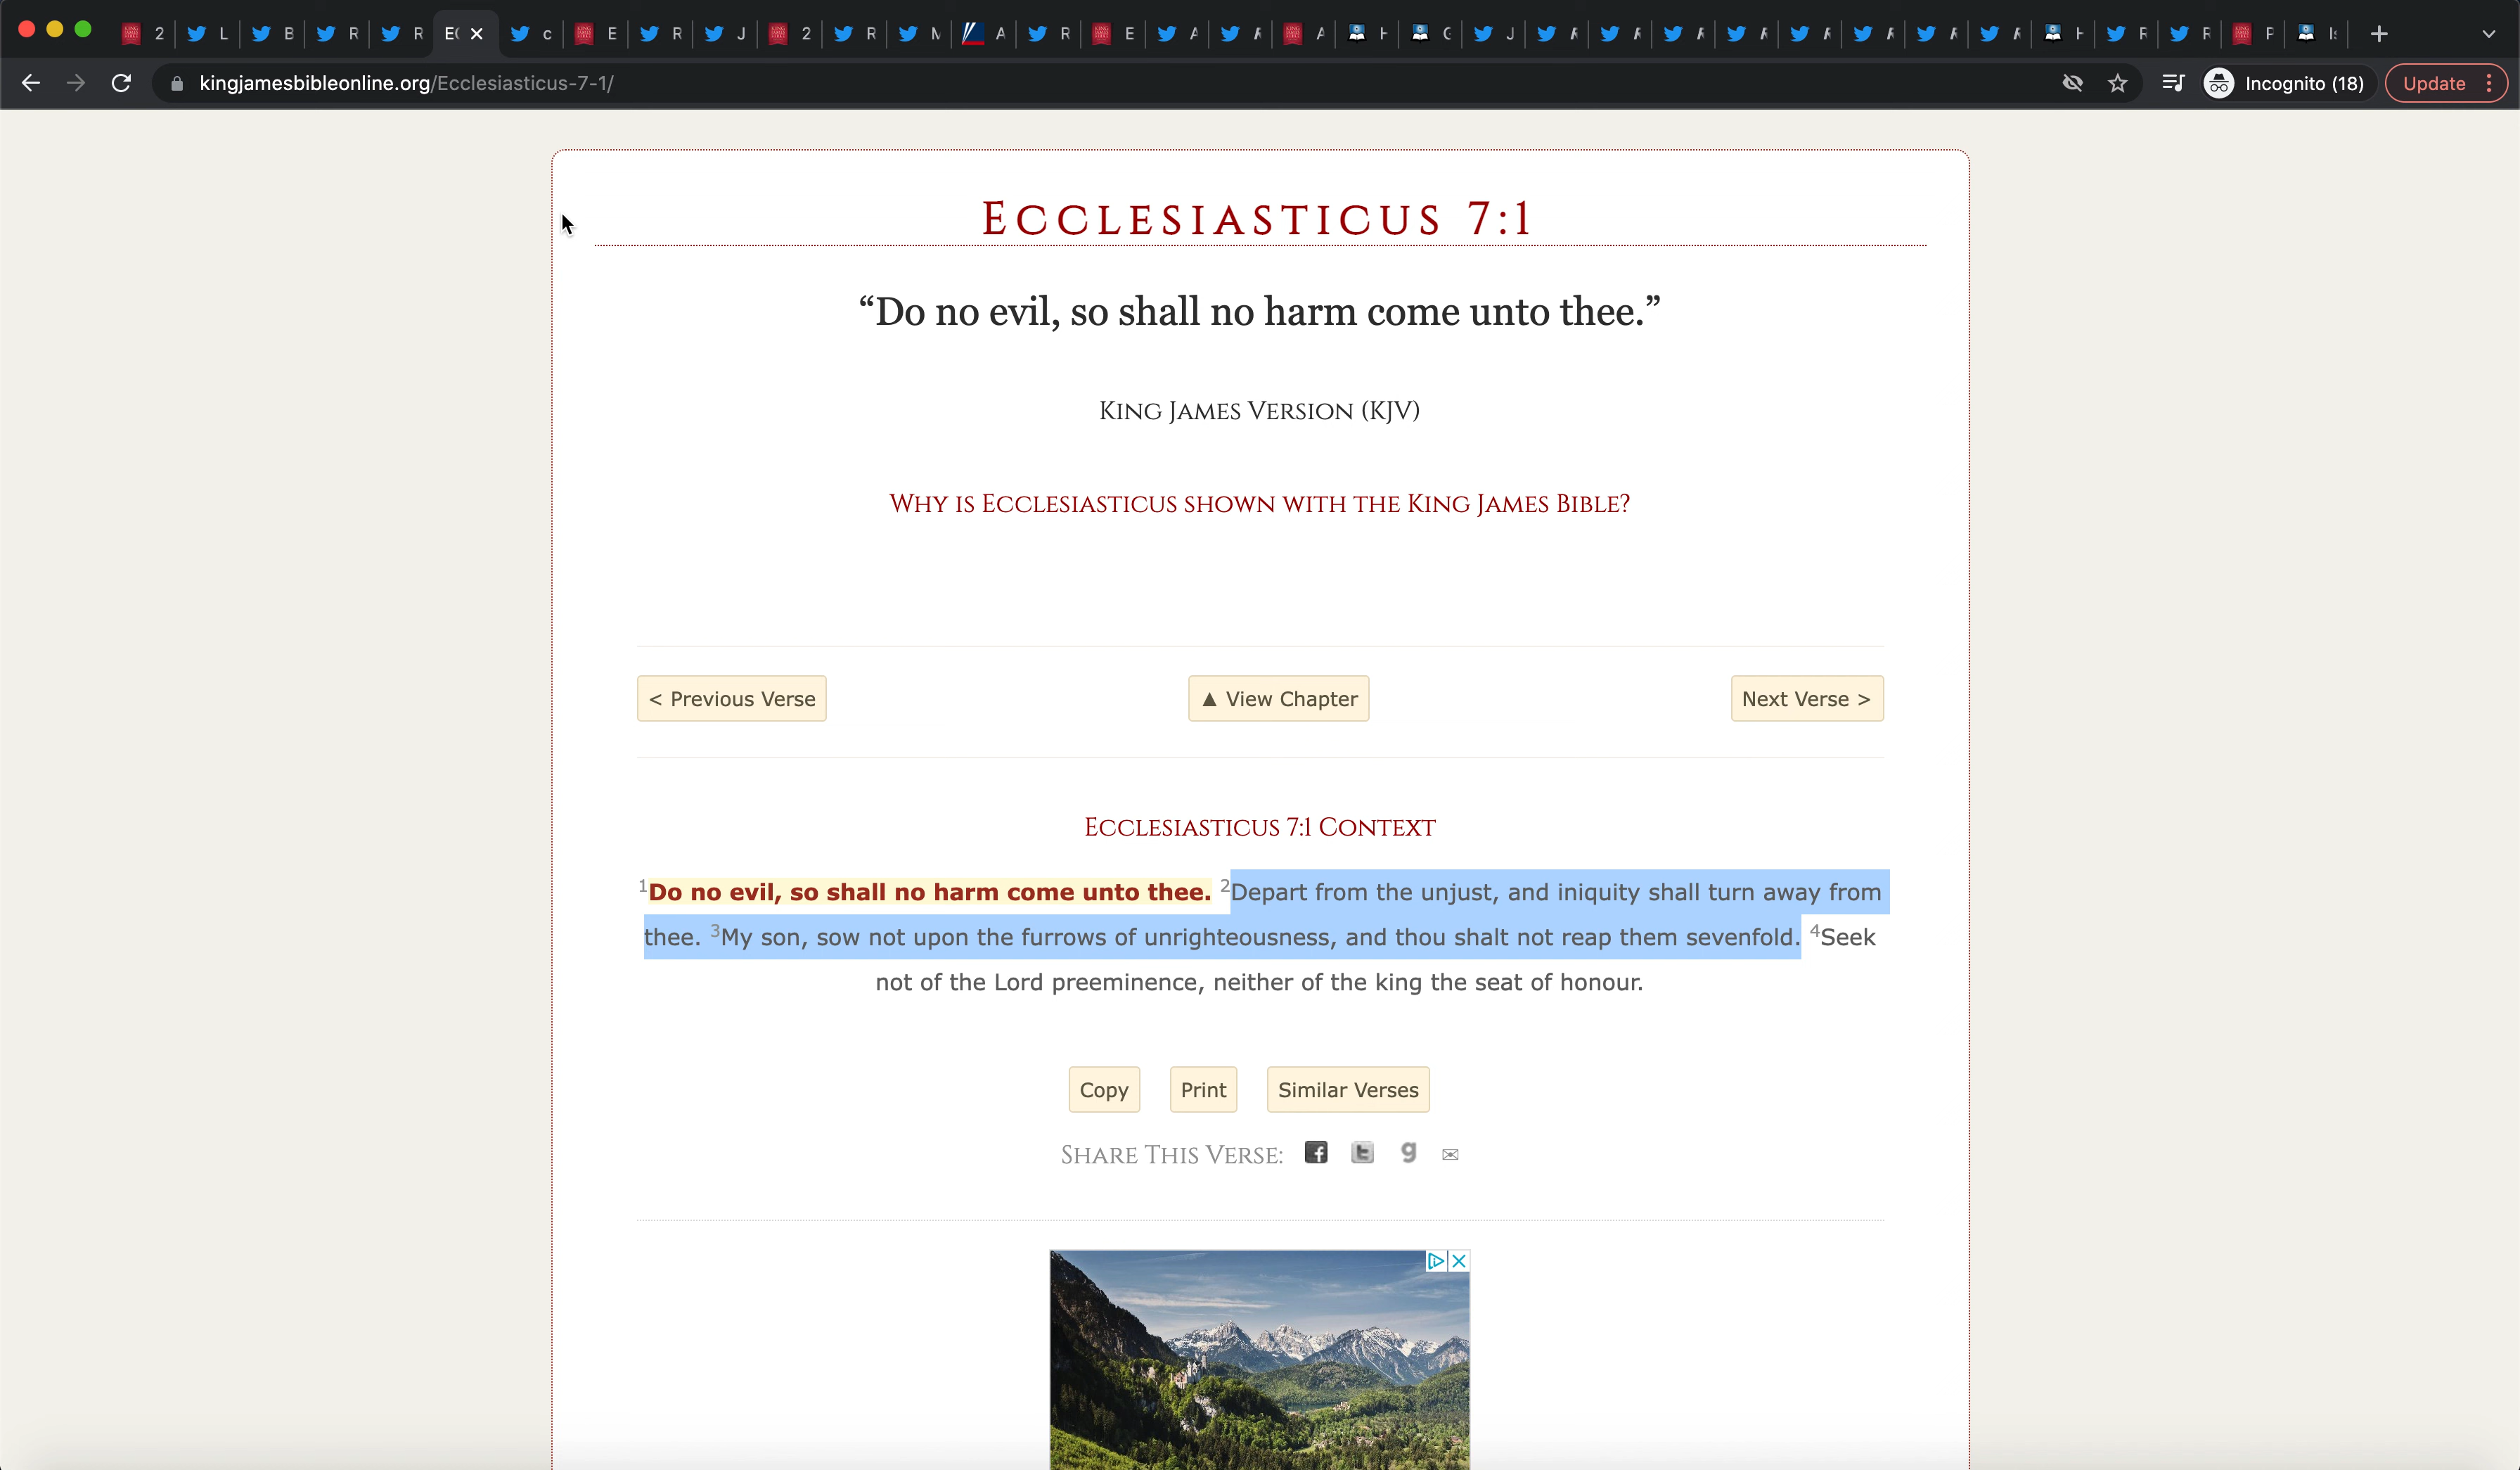 2 L B R R Ec c E R J 2 R M A R E A R A H G J R R R R R R R R H R R P Is
kingjamesbibleonline.org/Ecclesiasticus-7-1/ Incognito (18) Update
Ecclesiasticus 7:1
“Do no evil, so shall no harm come unto thee.”
King James Version (KJV)
Why is Ecclesiasticus shown with the King James Bible?
< Previous Verse ▲ View Chapter Next Verse >
Ecclesiasticus 7:1 Context
1Do no evil, so shall no harm come unto thee. 2Depart from the unjust, and iniquity shall turn away from
thee. 3My son, sow not upon the furrows of unrighteousness, and thou shalt not reap them sevenfold. 4Seek
not of the Lord preeminence, neither of the king the seat of honour.
Copy Print Similar Verses
Share This Verse: